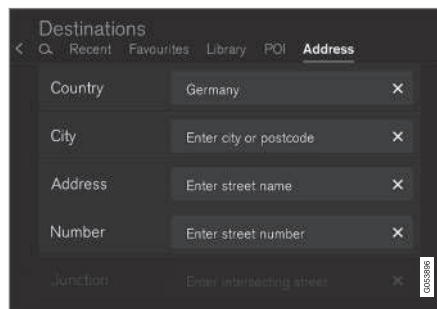 Destinations
Recent Favourites Library POI Address
Country Germany
City Enter city or postcode
Address Enter street name
Number Enter street number
Junction Enter intersecting street
G053896